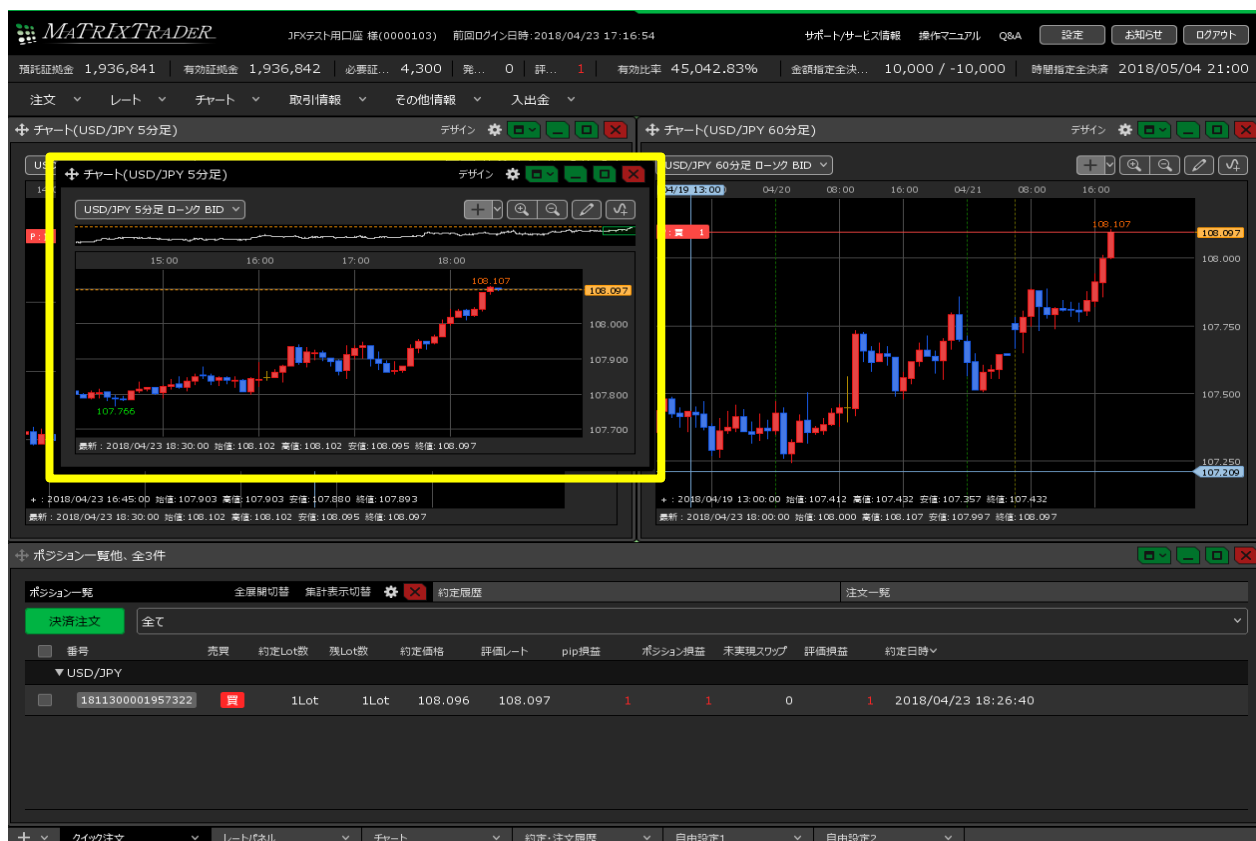 MATRIXTRADER JFXテスト用口座 様(0000103) 前回ログイン日時:2018/04/23 17:16:54 サポート/サービス情報 操作マニュアル Q&A 設定 お知らせ ログアウト
預託証拠金 1,936,841 有効証拠金 1,936,842 必要証... 4,300 発... 0 評... 1 有効比率 45,042.83% 金額指定全決... 10,000 / -10,000 時間指定全決済 2018/05/04 21:00
注文 レート チャート 取引情報 その他情報 入出金
チャート(USD/JPY 5分足) デザイン
チャート(USD/JPY 5分足) デザイン
USD/JPY 5分足 ローソク BID
15:00 16:00 17:00 18:00
108.107
108.097
108.000
107.900
107.800
107.766
107.700
最新 : 2018/04/23 18:30:00 始値:108.102 高値:108.102 安値:108.095 終値:108.097
+ : 2018/04/23 16:45:00 始値:107.903 高値:107.903 安値:107.880 終値:107.893
最新 : 2018/04/23 18:30:00 始値:108.102 高値:108.102 安値:108.095 終値:108.097
チャート(USD/JPY 60分足) デザイン
USD/JPY 60分足 ローソク BID
04/19 13:00 04/20 08:00 16:00 04/21 08:00 16:00
108.107
買 1
108.097
108.000
107.750
107.500
107.250
107.209
+ : 2018/04/19 13:00:00 始値:107.412 高値:107.432 安値:107.357 終値:107.432
最新 : 2018/04/23 18:00:00 始値:108.000 高値:108.107 安値:107.997 終値:108.097
ポジション一覧他、全3件
ポジション一覧 全展開切替 集計表示切替 約定履歴 注文一覧
決済注文 全て
番号 売買 約定Lot数 残Lot数 約定価格 評価レート pip損益 ポジション損益 未実現スワップ 評価損益 約定日時
▼USD/JPY
1811300001957322 買 1Lot 1Lot 108.096 108.097 1 1 0 1 2018/04/23 18:26:40
クイック注文 レートパネル チャート 約定・注文履歴 自由設定1 自由設定2